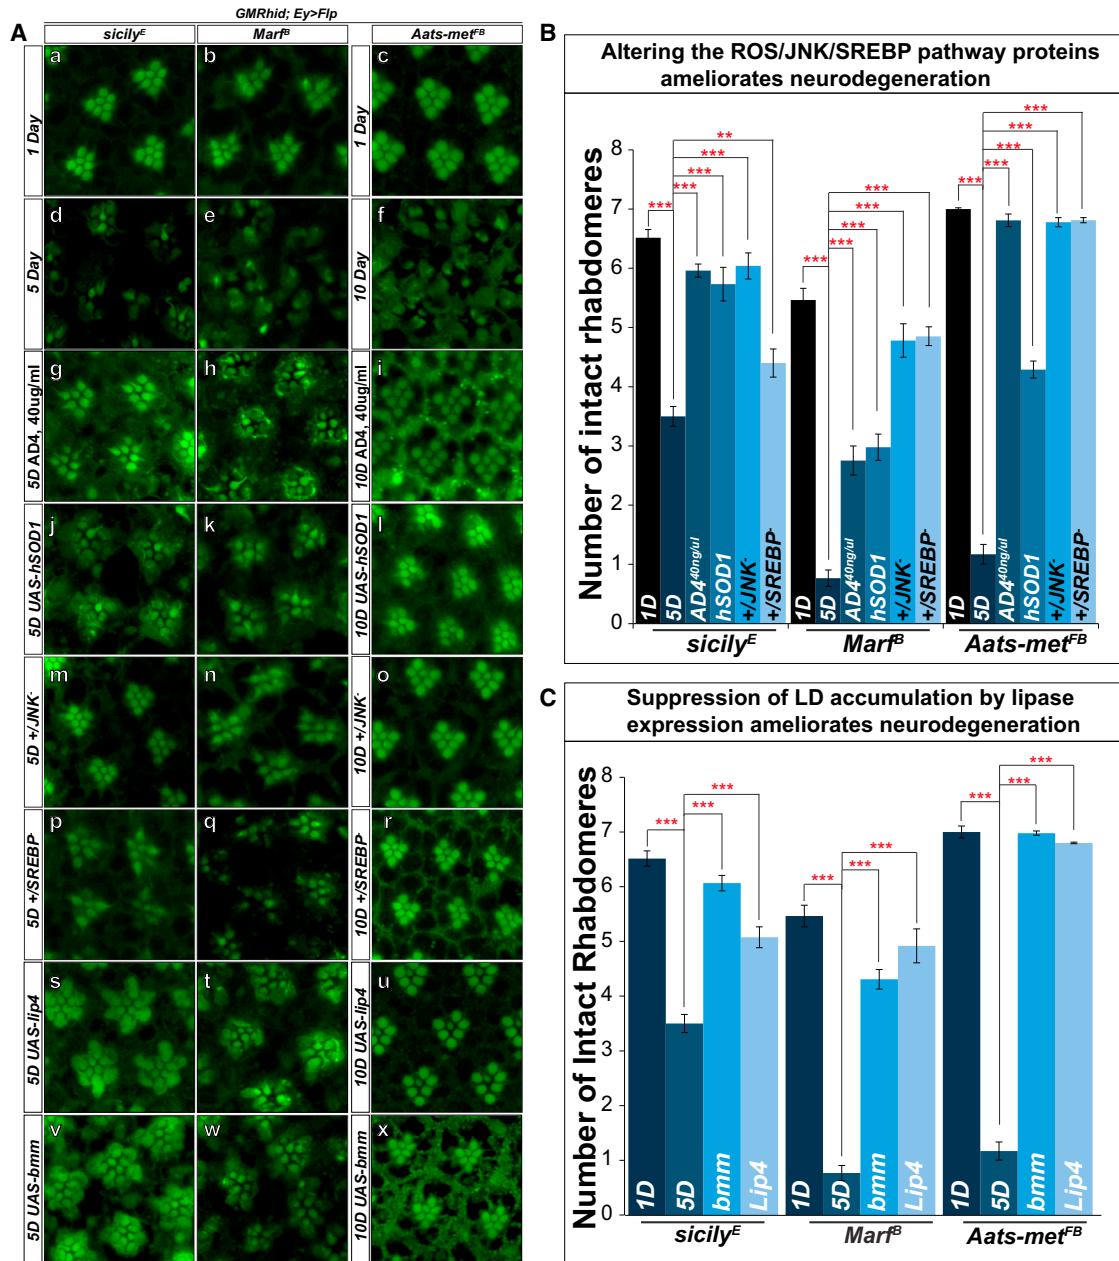 GMRhid; Ey>Flp
A
sicilyᴱ
Marfᴮ
Aats-metᶠᴮ
1 Day
a
b
1 Day
c
5 Day
d
e
10 Day
f
5D AD4, 40ug/ml
g
h
10D AD4, 40ug/ml
i
5D UAS-hSOD1
j
k
10D UAS-hSOD1
l
5D +/JNK⁻
m
n
10D +/JNK⁻
o
5D +/SREBP⁻
p
q
10D +/SREBP⁻
r
5D UAS-lip4
s
t
10D UAS-lip4
u
5D UAS-bmm
v
w
10D UAS-bmm
x
B
Altering the ROS/JNK/SREBP pathway proteins
ameliorates neurodegeneration
Number of intact rhabdomeres
8
7
6
5
4
3
2
1
0
*** *** *** *** **
*** *** *** *** ***
*** *** *** *** ***
1D 5D AD4⁴⁰ⁿᵍ/ᵘˡ hSOD1 +/JNK⁻ +/SREBP⁻
1D 5D AD4⁴⁰ⁿᵍ/ᵘˡ hSOD1 +/JNK⁻ +/SREBP⁻
1D 5D AD4⁴⁰ⁿᵍ/ᵘˡ hSOD1 +/JNK⁻ +/SREBP⁻
sicilyᴱ Marfᴮ Aats-metᶠᴮ
C
Suppression of LD accumulation by lipase
expression ameliorates neurodegeneration
Number of Intact Rhabdomeres
8
7
6
5
4
3
2
1
0
*** *** ***
*** *** ***
*** *** ***
1D 5D bmm Lip4
1D 5D bmm Lip4
1D 5D bmm Lip4
sicilyᴱ Marfᴮ Aats-metᶠᴮ